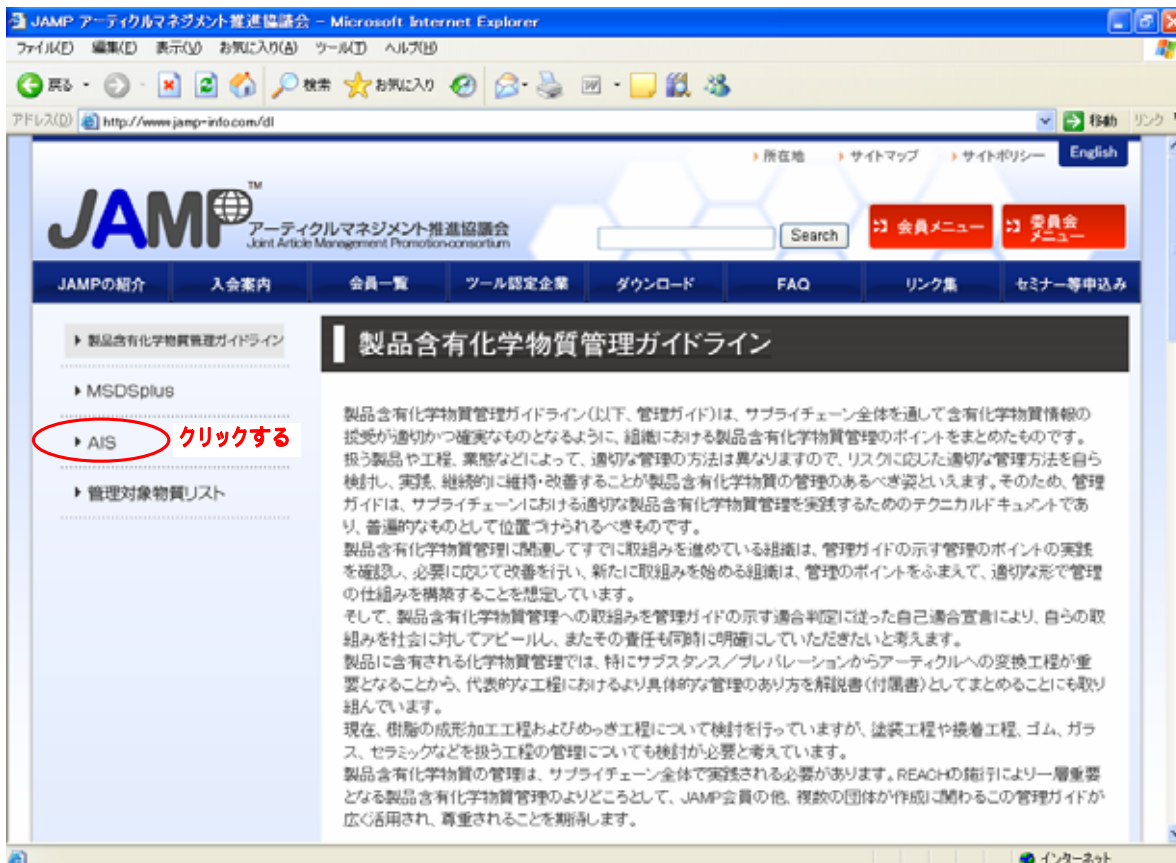 JAMP アーティクルマネジメント推進協議会 - Microsoft Internet Explorer
ファイル(F) 編集(E) 表示(V) お気に入り(A) ツール(T) ヘルプ(H)
戻る 検索 お気に入り
アドレス(D) http://www.jamp-info.com/dl 移動 リンク
所在地 サイトマップ サイトポリシー English
JAMP TM
アーティクルマネジメント推進協議会
Joint Article Management Promotion-consortium
Search 会員メニュー 委員会メニュー
JAMPの紹介 入会案内 会員一覧 ツール認定企業 ダウンロード FAQ リンク集 セミナー等申込み
製品含有化学物質管理ガイドライン
MSDSplus
AIS クリックする
管理対象物質リスト
製品含有化学物質管理ガイドライン
製品含有化学物質管理ガイドライン(以下、管理ガイド)は、サプライチェーン全体を通して含有化学物質情報の
授受が適切かつ確実なものとなるように、組織における製品含有化学物質管理のポイントをまとめたものです。
扱う製品や工程、業態などによって、適切な管理の方法は異なりますので、リスクに応じた適切な管理方法を自ら
検討し、実践、継続的に維持・改善することが製品含有化学物質の管理のあるべき姿といえます。そのため、管理
ガイドは、サプライチェーンにおける適切な製品含有化学物質管理を実践するためのテクニカルドキュメントであ
り、普遍的なものとして位置づけられるべきものです。
製品含有化学物質管理に関連してすでに取組みを進めている組織は、管理ガイドの示す管理のポイントの実践
を確認し、必要に応じて改善を行い、新たに取組みを始める組織は、管理のポイントをふまえて、適切な形で管理
の仕組みを構築することを想定しています。
そして、製品含有化学物質管理への取組みを管理ガイドの示す適合判定に従った自己適合宣言により、自らの取
組みを社会に対してアピールし、またその責任も同時に明確にしていただきたいと考えます。
製品に含有される化学物質管理では、特にサブスタンス/プレパレーションからアーティクルへの変換工程が重
要となることから、代表的な工程におけるより具体的な管理のあり方を解説書(付属書)としてまとめることにも取り
組んでいます。
現在、樹脂の成形加工工程およびめっき工程について検討を行っていますが、塗装工程や接着工程、ゴム、ガラ
ス、セラミックなどを扱う工程の管理についても検討が必要と考えています。
製品含有化学物質の管理は、サプライチェーン全体で実践される必要があります。REACHの施行により一層重要
となる製品含有化学物質管理のよりどころとして、JAMP会員の他、複数の団体が作成に関わるこの管理ガイドが
広く活用され、尊重されることを期待します。
インターネット